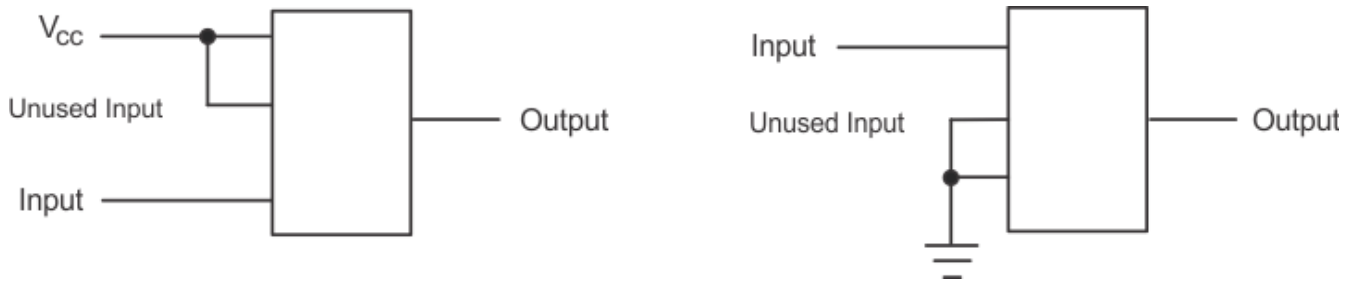 VCC
Unused Input
Input
Output
Input
Unused Input
Output